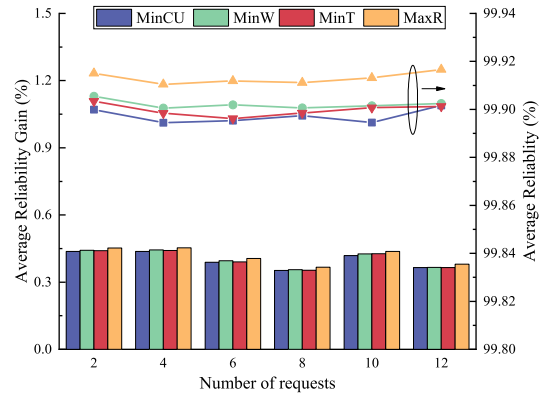 MinCU MinW MinT MaxR
1.5
1.2
0.9
0.6
0.3
0.0
Average Reliability Gain (%)
99.94
99.92
99.90
99.88
99.86
99.84
99.82
99.80
Average Reliablity (%)
2 4 6 8 10 12
Number of requests